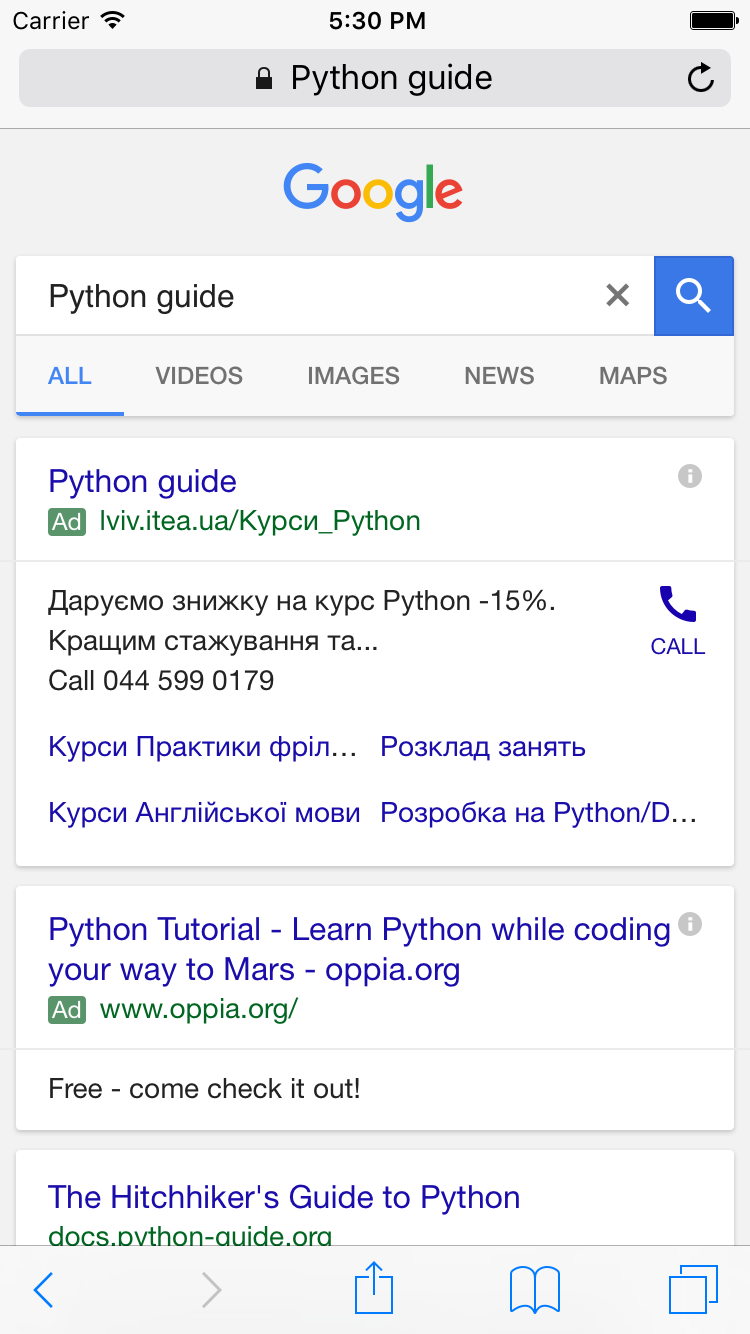 Carrier 5:30 PM
Python guide
Google
Python guide
ALL VIDEOS IMAGES NEWS MAPS
Python guide
Ad lviv.itea.ua/Курси_Python
Даруємо знижку на курс Python -15%.
Кращим стажування та...
Call 044 599 0179
CALL
Курси Практики фріл... Розклад занять
Курси Англійської мови Розробка на Python/D...
Python Tutorial - Learn Python while coding
your way to Mars - oppia.org
Ad www.oppia.org/
Free - come check it out!
The Hitchhiker's Guide to Python
docs.python-guide.org